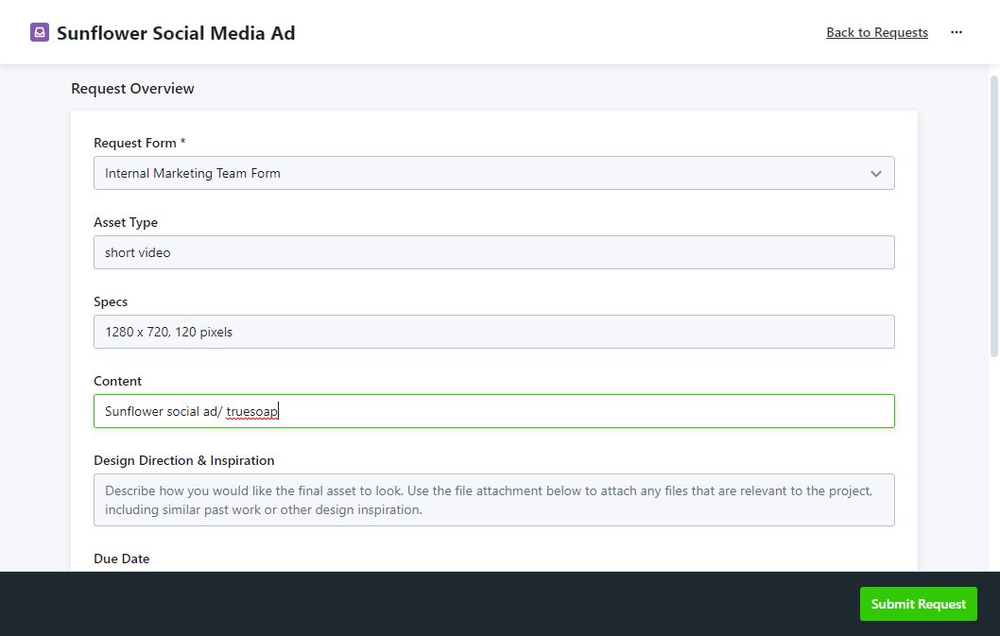 Sunflower Social Media Ad
Back to Requests
Request Overview
Request Form *
Internal Marketing Team Form
Asset Type
short video
Specs
1280 x 720, 120 pixels
Content
Sunflower social ad/ truesoap
Design Direction & Inspiration
Describe how you would like the final asset to look. Use the file attachment below to attach any files that are relevant to the project,
including similar past work or other design inspiration.
Due Date
Submit Request